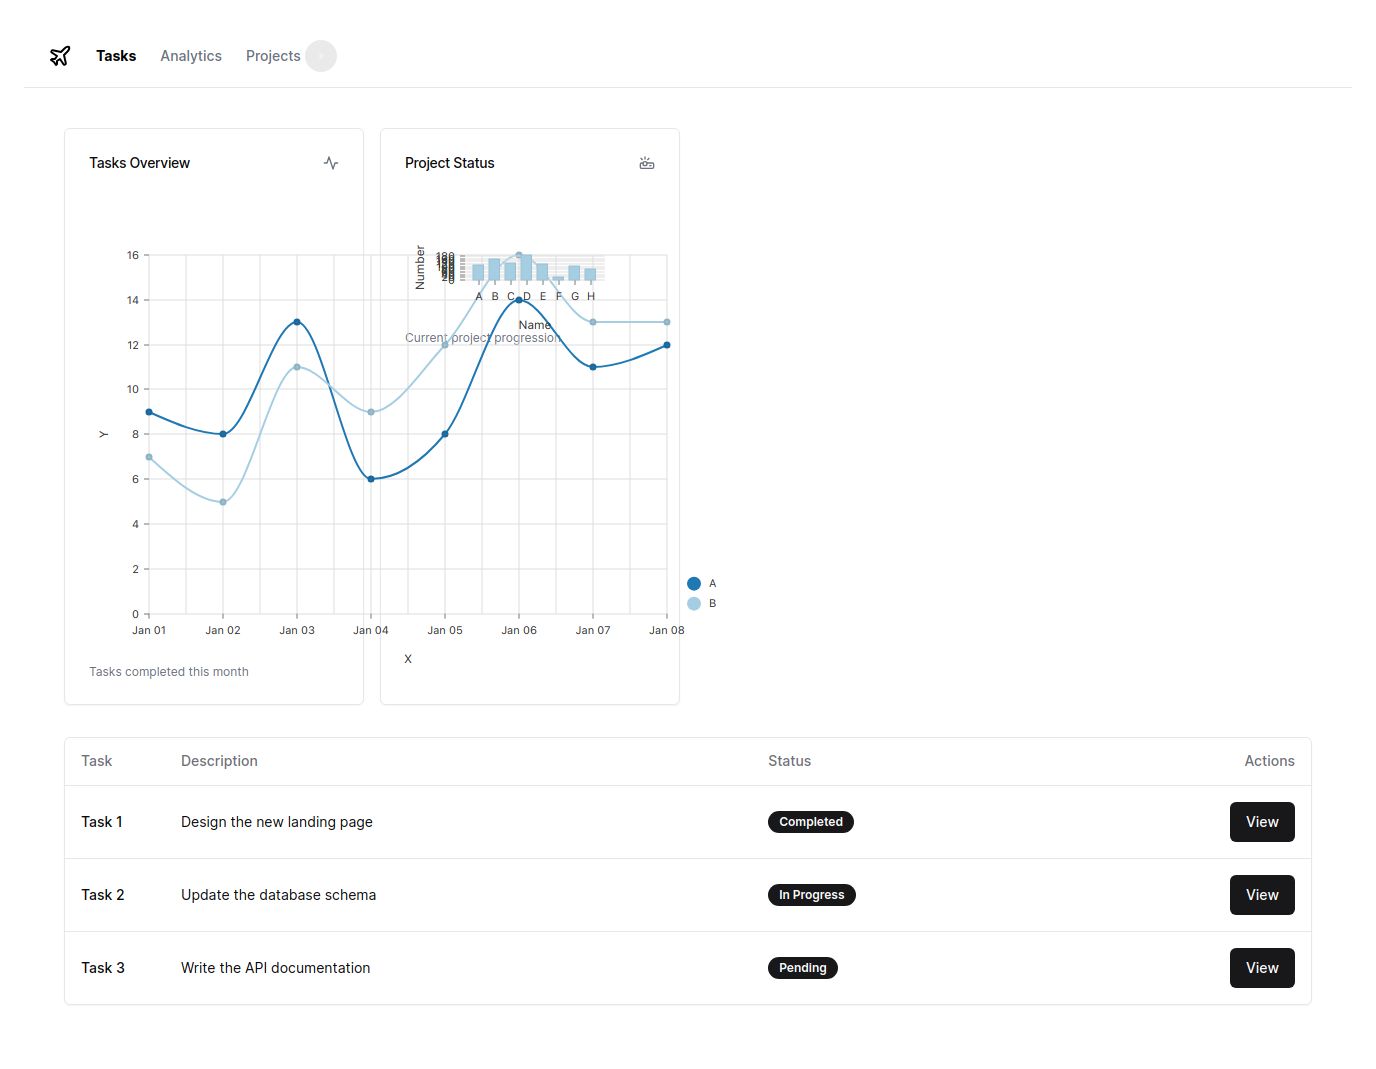 Tasks Analytics Projects
Tasks Overview
Project Status
16
14
12
10
8
6
4
2
0
Y
Jan 01 Jan 02 Jan 03 Jan 04 Jan 05 Jan 06 Jan 07 Jan 08
X
A
B
Tasks completed this month
Number
0
A B C D E F G H
Name
Current project progression
Task Description Status Actions
Task 1 Design the new landing page Completed View
Task 2 Update the database schema In Progress View
Task 3 Write the API documentation Pending View